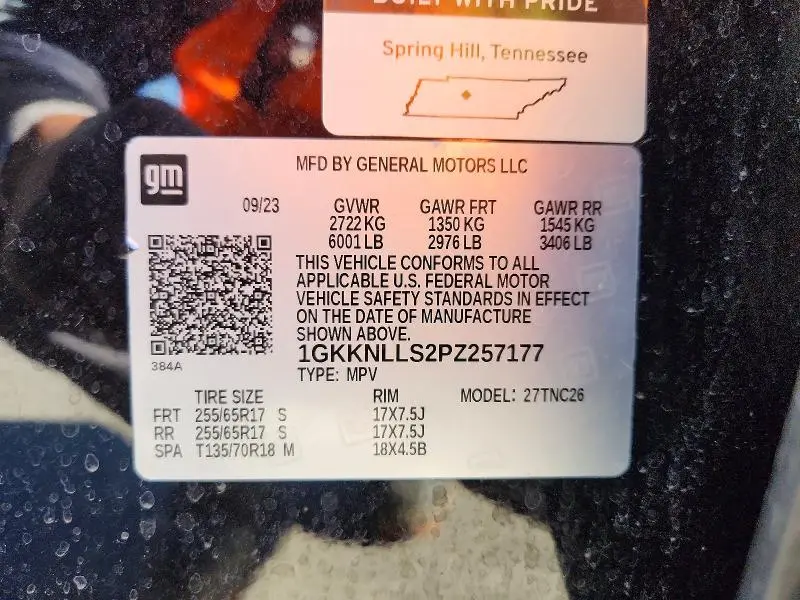 BUILT WITH PRIDE
Spring Hill, Tennessee
gm
MFD BY GENERAL MOTORS LLC
09/23 GVWR GAWR FRT GAWR RR
2722 KG 1350 KG 1545 KG
6001 LB 2976 LB 3406 LB
THIS VEHICLE CONFORMS TO ALL
APPLICABLE U.S. FEDERAL MOTOR
VEHICLE SAFETY STANDARDS IN EFFECT
ON THE DATE OF MANUFACTURE
SHOWN ABOVE.
1GKKNLLS2PZ257177
384A
TYPE: MPV
TIRE SIZE RIM MODEL: 27TNC26
FRT 255/65R17 S 17X7.5J
RR 255/65R17 S 17X7.5J
SPA T135/70R18 M 18X4.5B